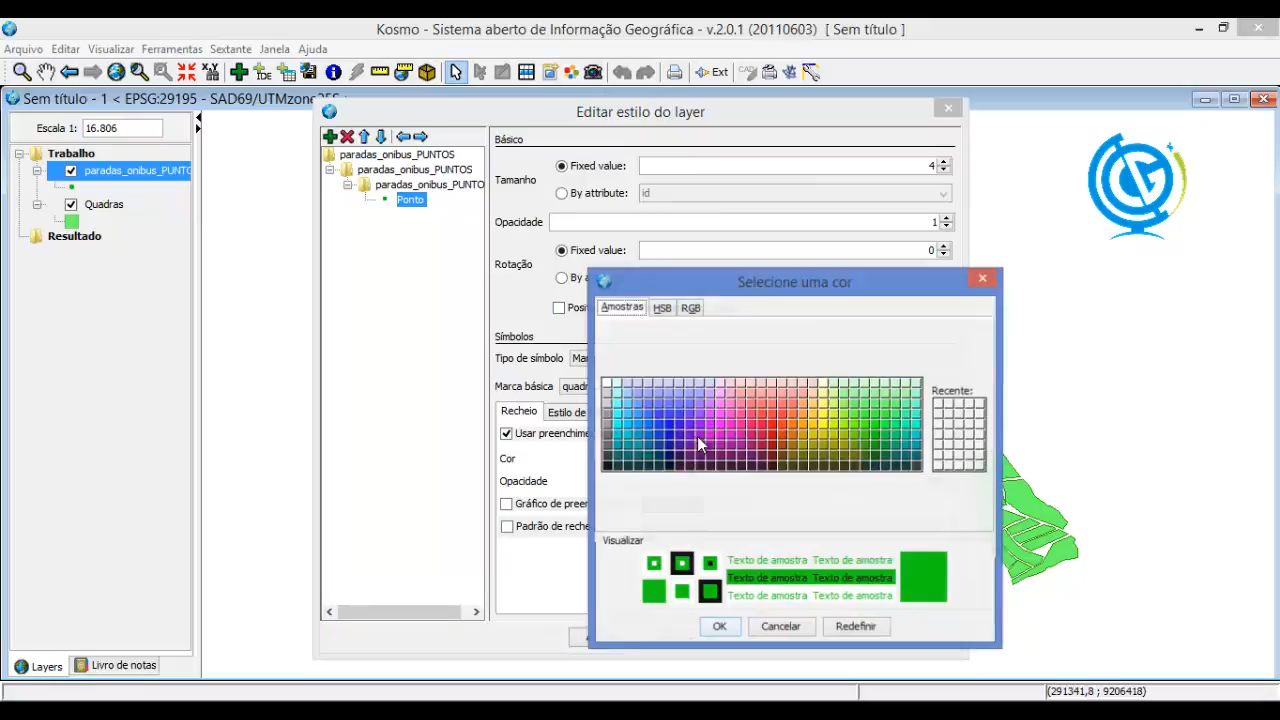 Kosmo - Sistema aberto de Informação Geográfica - v.2.0.1 (20110603) [ Sem título ]
Arquivo Editar Visualizar Ferramentas Sextante Janela Ajuda
TDE Ext
Sem título - 1 < EPSG:29195 - SAD69/UTMzone25S
Escala 1: 16.806
Trabalho
paradas_onibus_PUNTO
Quadras
Resultado
Layers Livro de notas
Editar estilo do layer
paradas_onibus_PUNTOS
paradas_onibus_PUNTOS
paradas_onibus_PUNTO
Ponto
Básico
Tamanho
Fixed value: 4
By attribute: id
Opacidade 1
Rotação
Fixed value: 0
By a
Posi
Símbolos
Tipo de símbolo Ma
Marca básica quadr
Recheio Estilo de
Usar preenchime
Cor
Opacidade
Gráfico de preer
Padrão de reche
Selecione uma cor
Amostras HSB RGB
Recente:
Visualizar
Texto de amostra Texto de amostra
Texto de amostra Texto de amostra
Texto de amostra Texto de amostra
OK Cancelar Redefinir
(291341,8 ; 9206418)